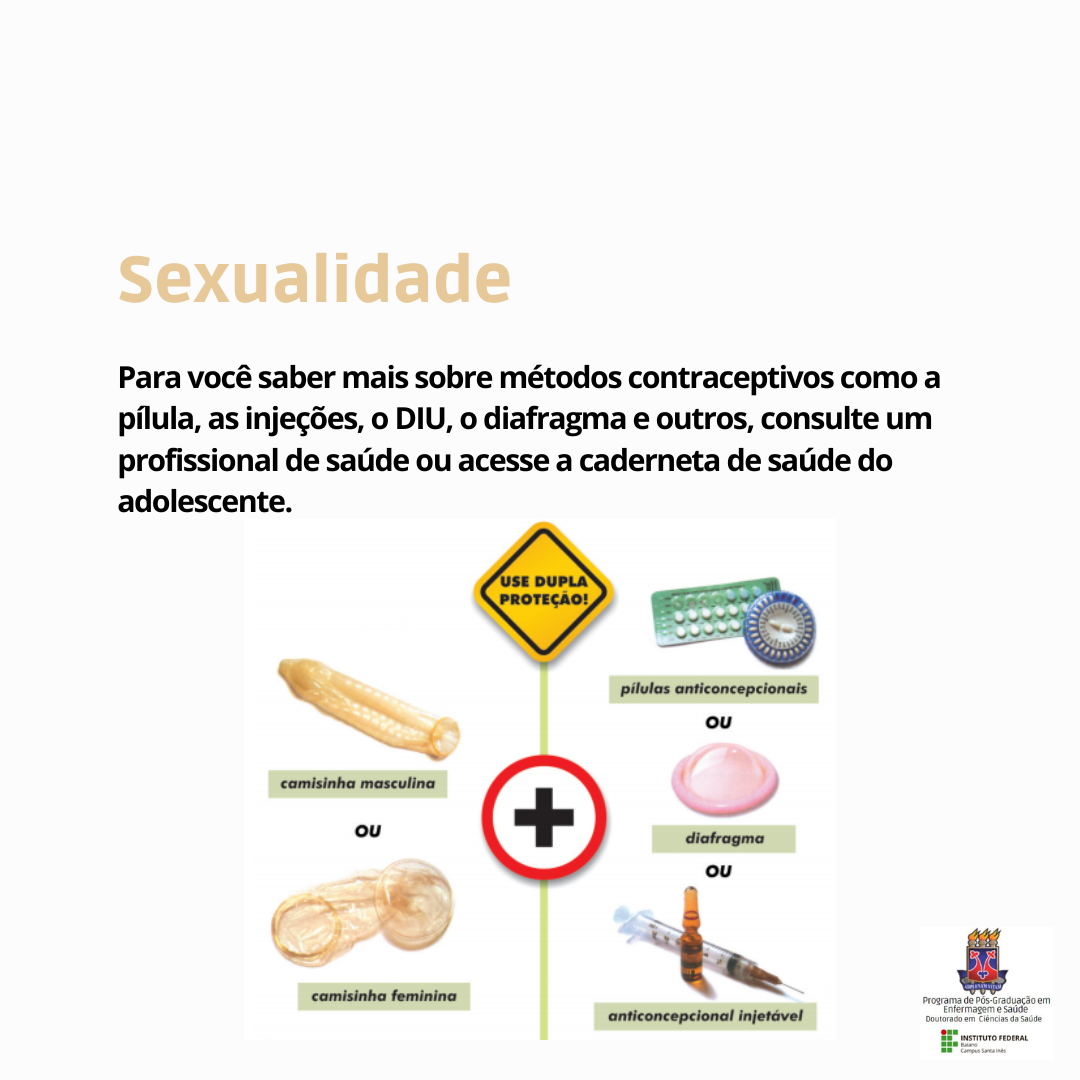 Sexualidade
Para você saber mais sobre métodos contraceptivos como a
pílula, as injeções, o DIU, o diafragma e outros, consulte um
profissional de saúde ou acesse a caderneta de saúde do
adolescente.
USE DUPLA
PROTEÇÃO!
camisinha masculina
OU
camisinha feminina
pílulas anticoncepcionais
OU
diafragma
OU
anticoncepcional injetável
Programa de Pós-Graduação em
Enfermagem e Saúde
Doutorado em Ciências da Saúde
INSTITUTO FEDERAL
Baiano
Campus Santa Inês